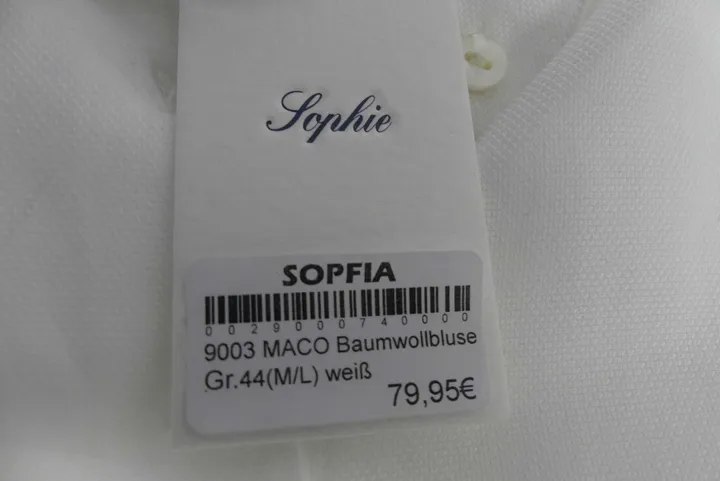 Sophie
SOPFIA
0029000740000
9003 MACO Baumwollbluse
Gr.44(M/L) weiß
79,95€